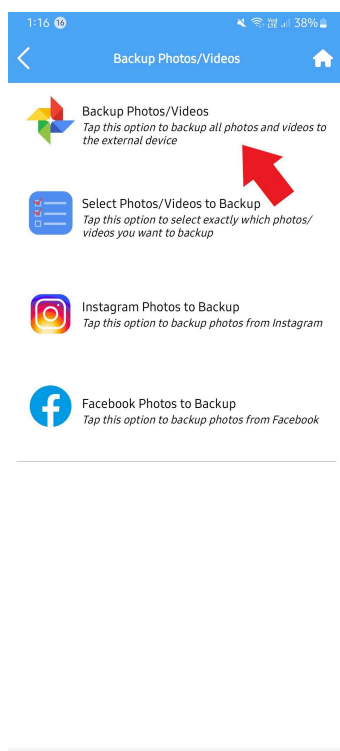 1:16 16 38%
Backup Photos/Videos
Backup Photos/Videos
Tap this option to backup all photos and videos to
the external device
Select Photos/Videos to Backup
Tap this option to select exactly which photos/
videos you want to backup
Instagram Photos to Backup
Tap this option to backup photos from Instagram
Facebook Photos to Backup
Tap this option to backup photos from Facebook